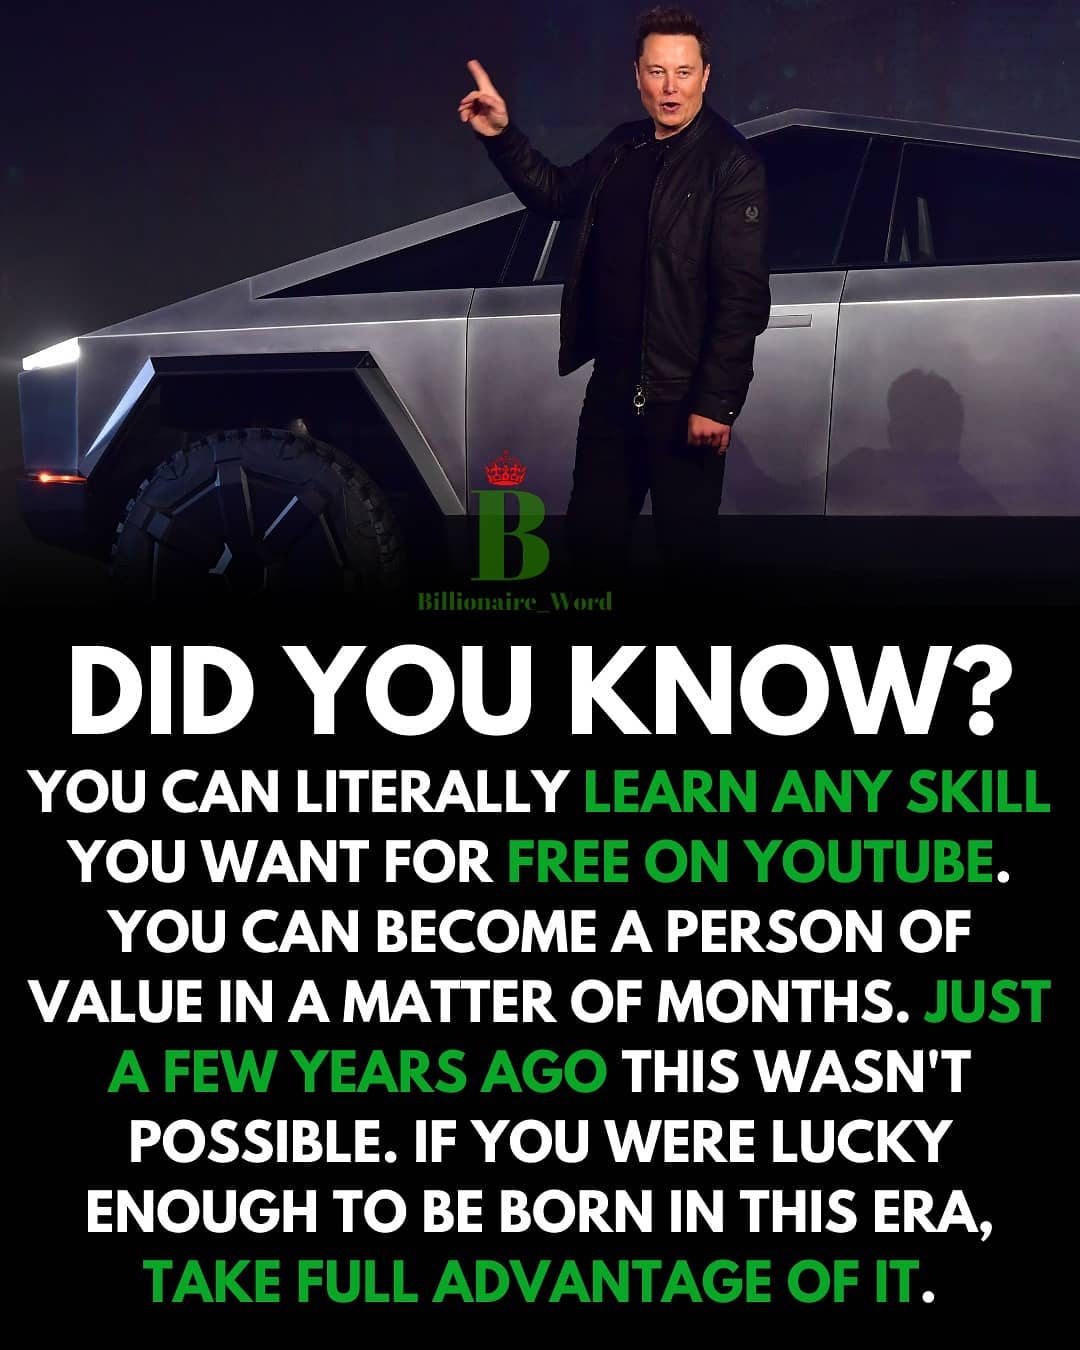 B
Billionaire_Word
DID YOU KNOW?
YOU CAN LITERALLY LEARN ANY SKILL
YOU WANT FOR FREE ON YOUTUBE.
YOU CAN BECOME A PERSON OF
VALUE IN A MATTER OF MONTHS. JUST
A FEW YEARS AGO THIS WASN'T
POSSIBLE. IF YOU WERE LUCKY
ENOUGH TO BE BORN IN THIS ERA,
TAKE FULL ADVANTAGE OF IT.